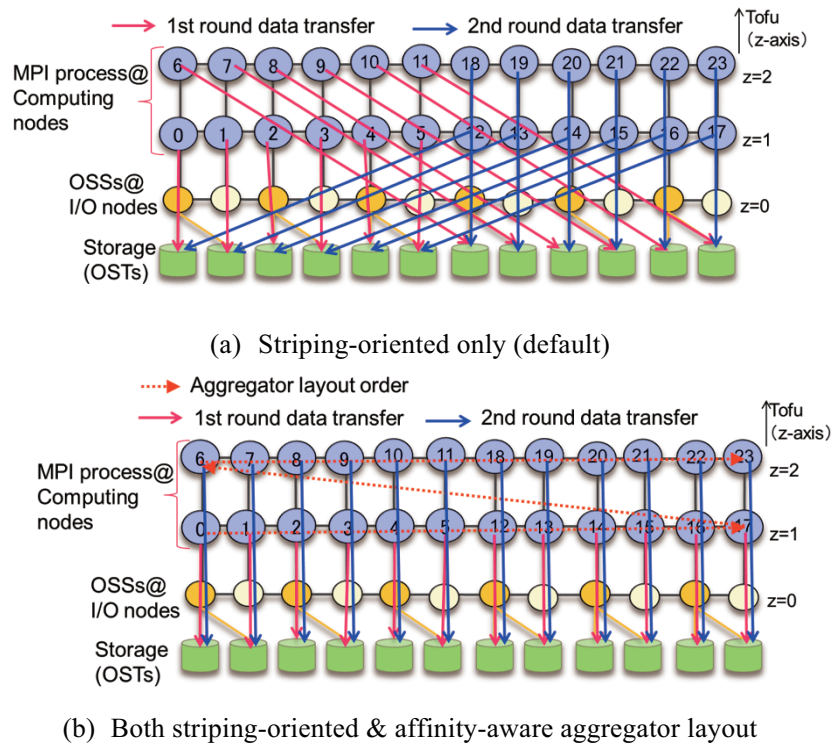 1st round data transfer 2nd round data transfer
Tofu
(z-axis)
MPI process@
Computing
nodes
6 7 8 9 10 11 18 19 20 21 22 23
z=2
0 1 2 3 4 5 12 13 14 15 16 17
z=1
OSSs@
I/O nodes
z=0
Storage
(OSTs)
(a) Striping-oriented only (default)
Aggregator layout order
1st round data transfer 2nd round data transfer
Tofu
(z-axis)
MPI process@
Computing
nodes
6 7 8 9 10 11 18 19 20 21 22 23
z=2
0 1 2 3 4 5 12 13 14 15 16 17
z=1
OSSs@
I/O nodes
z=0
Storage
(OSTs)
(b) Both striping-oriented & affinity-aware aggregator layout